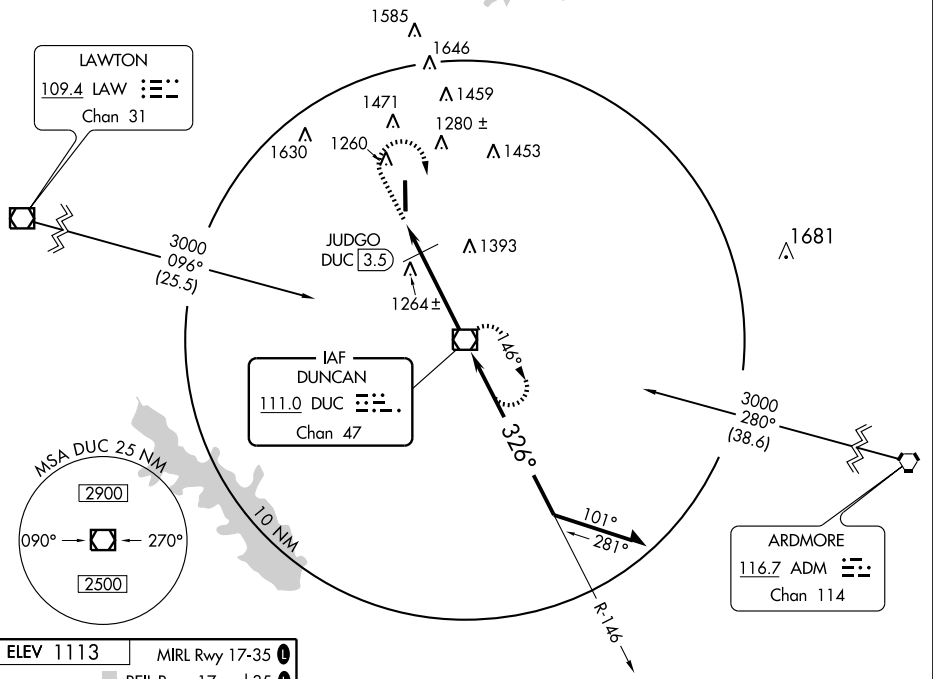 1585
1646
LAWTON
109.4 LAW
Chan 31
1459
1471
1280 ±
1630
1260
1453
3000
096°
(25.5)
JUDGO
DUC 3.5
1393
1681
1264 ±
146°
IAF
DUNCAN
111.0 DUC
Chan 47
3000
280°
(38.6)
326°
MSA DUC 25 NM
2900
090°
270°
2500
10 NM
101°
281°
ARDMORE
116.7 ADM
Chan 114
R-146
ELEV 1113
MIRL Rwy 17-35 L